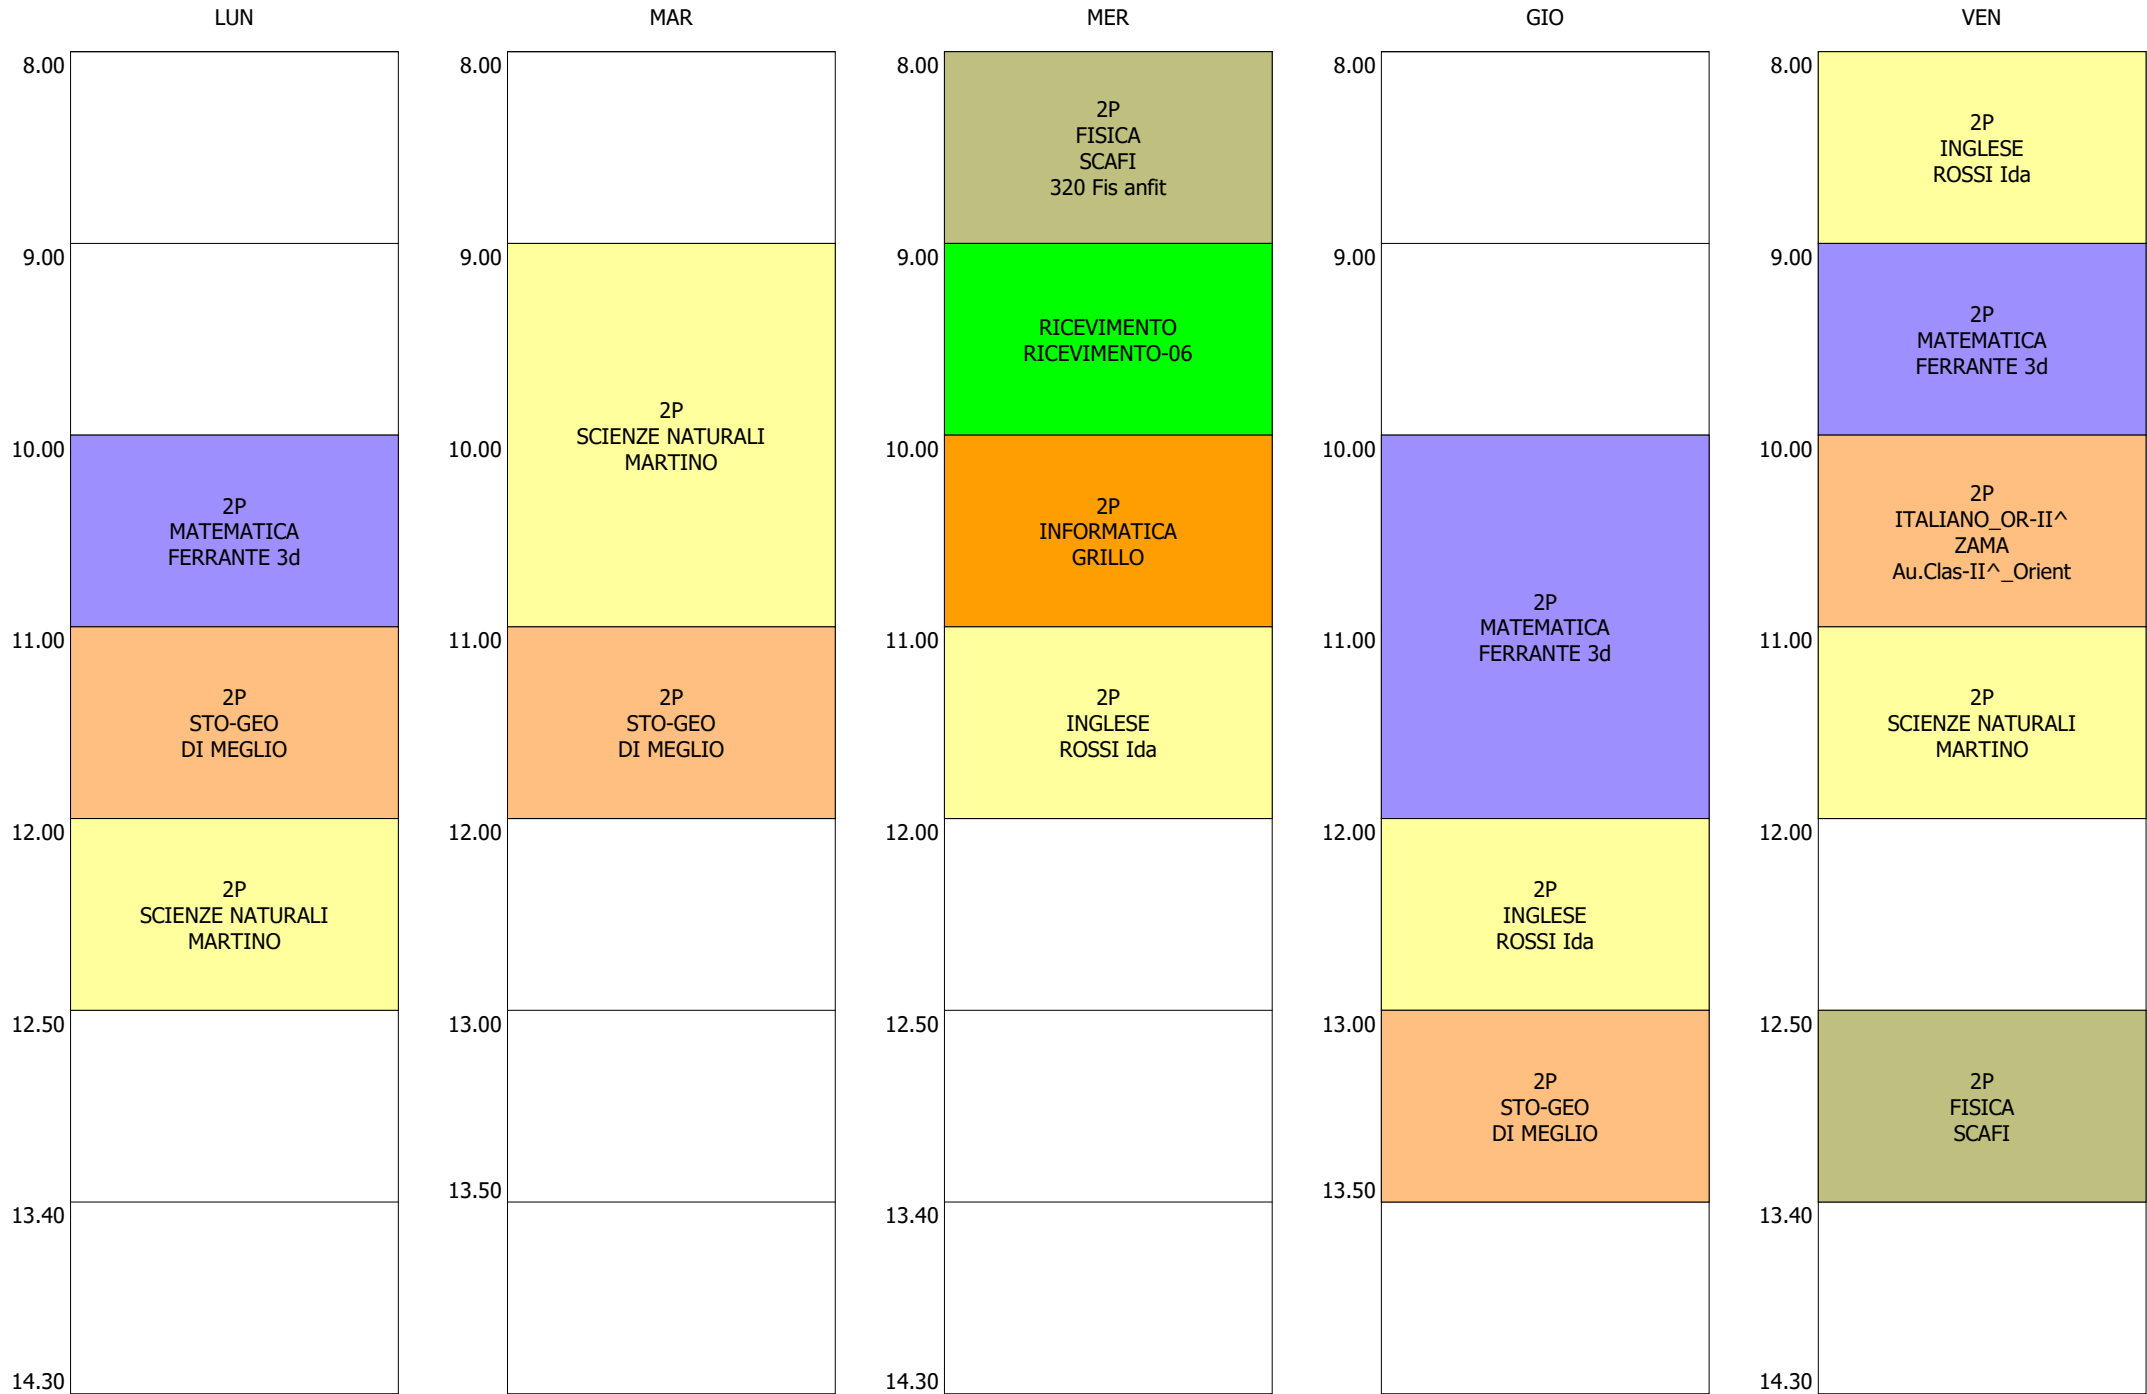 LUN
8.00
9.00
10.00
2P
MATEMATICA
FERRANTE 3d
11.00
2P
STO-GEO
DI MEGLIO
12.00
2P
SCIENZE NATURALI
MARTINO
12.50
13.40
14.30
MAR
8.00
9.00
2P
SCIENZE NATURALI
MARTINO
10.00
11.00
2P
STO-GEO
DI MEGLIO
12.00
13.00
13.50
MER
8.00
2P
FISICA
SCAFI
320 Fis anfit
9.00
RICEVIMENTO
RICEVIMENTO-06
10.00
2P
INFORMATICA
GRILLO
11.00
2P
INGLESE
ROSSI Ida
12.00
12.50
13.40
14.30
GIO
8.00
9.00
10.00
2P
MATEMATICA
FERRANTE 3d
11.00
12.00
2P
INGLESE
ROSSI Ida
13.00
2P
STO-GEO
DI MEGLIO
13.50
VEN
8.00
2P
INGLESE
ROSSI Ida
9.00
2P
MATEMATICA
FERRANTE 3d
10.00
2P
ITALIANO_OR-II^
ZAMA
Au.Clas-II^_Orient
11.00
2P
SCIENZE NATURALI
MARTINO
12.00
12.50
2P
FISICA
SCAFI
13.40
14.30